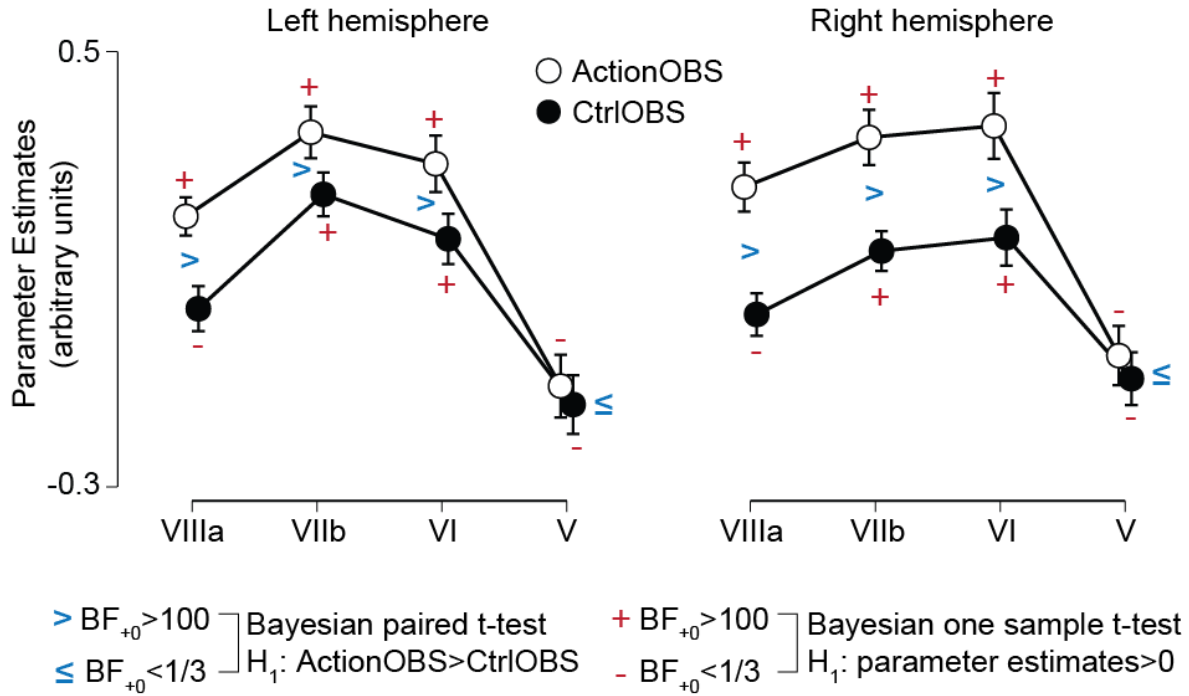 Left hemisphere
Right hemisphere
0.5
Parameter Estimates
(arbitrary units)
-0.3
ActionOBS
CtrlOBS
+
+
+
>
>
>
-
+
+
-
≤
-
+
+
+
>
>
>
-
+
+
-
≤
-
VIIIa
VIIb
VI
V
VIIIa
VIIb
VI
V
> BF+0>100
≤ BF+0<1/3
Bayesian paired t-test
H1: ActionOBS>CtrlOBS
+ BF+0>100
- BF+0<1/3
Bayesian one sample t-test
H1: parameter estimates>0